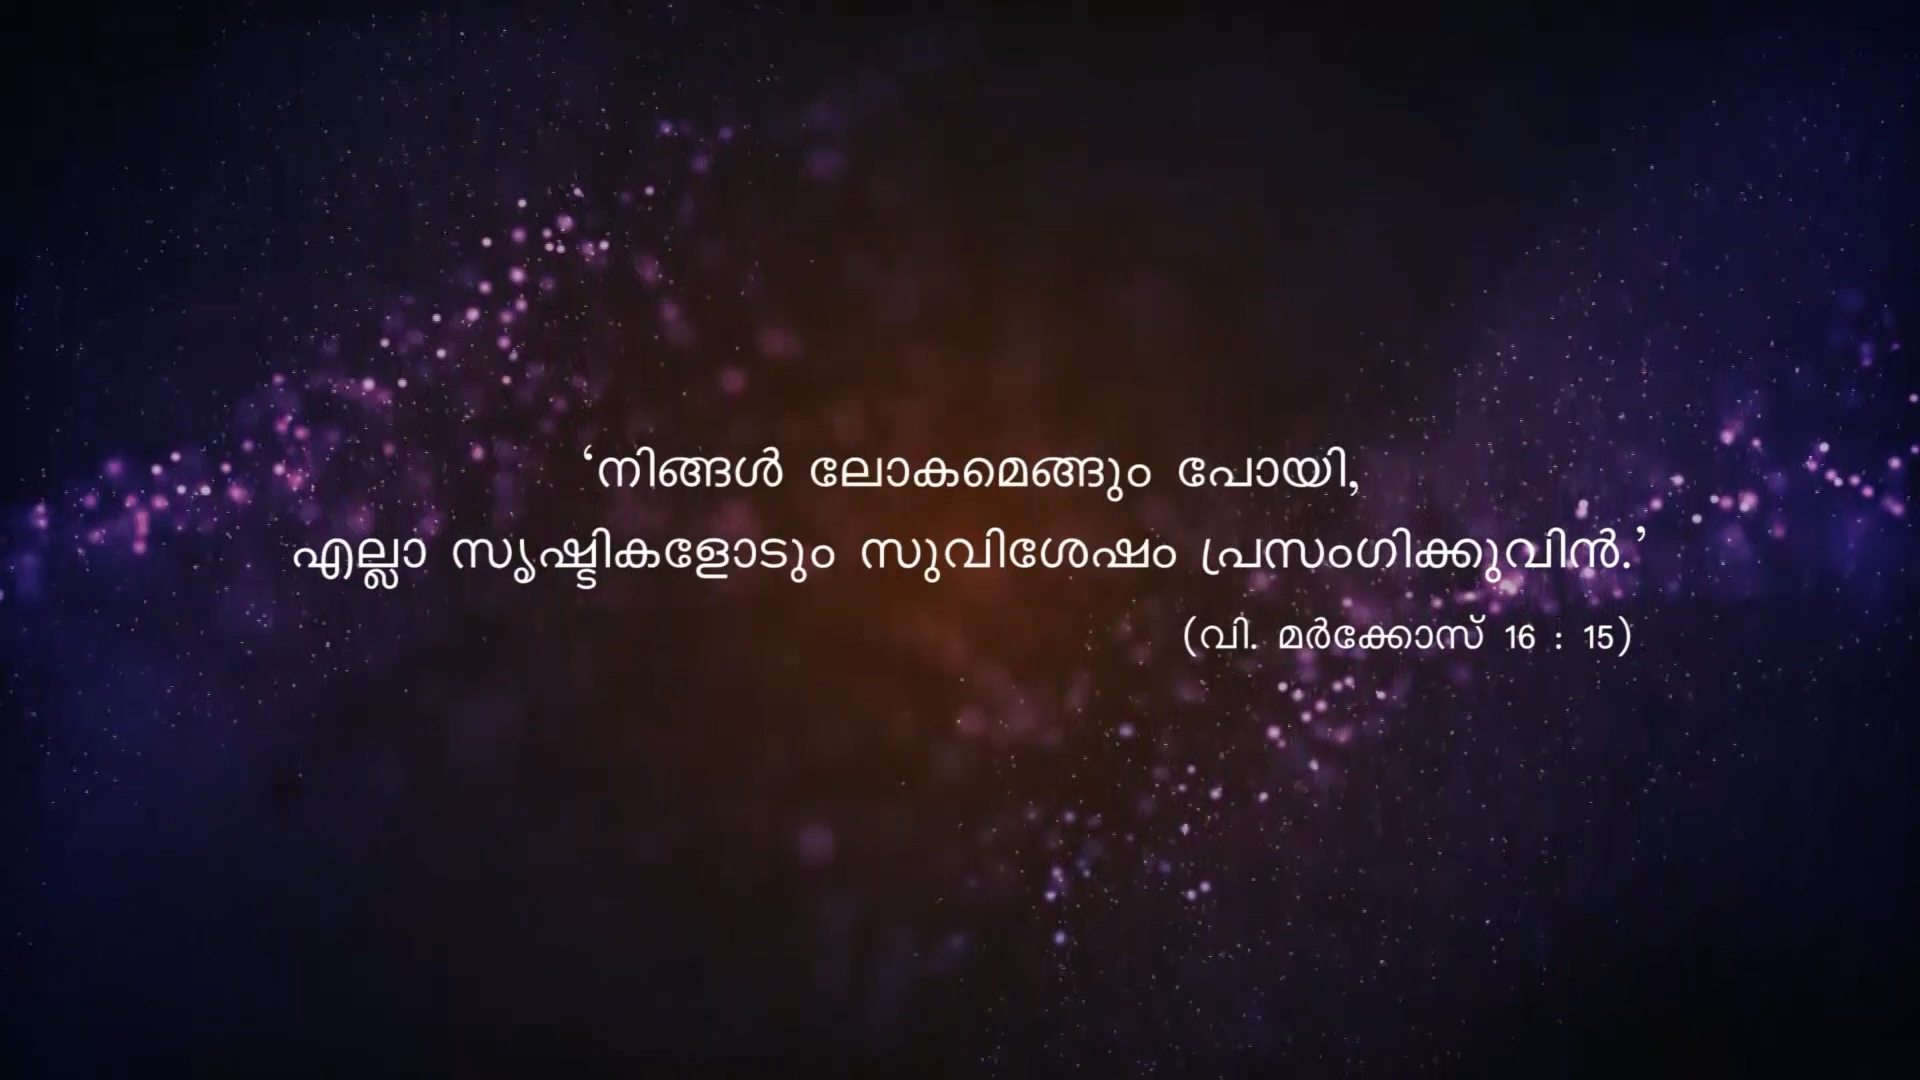 ‘നിങ്ങൾ ലോകമെങ്ങും പോയി,
എല്ലാ സൃഷ്ടികളോടും സുവിശേഷം പ്രസംഗിക്കുവിൻ.’
(വി. മർക്കോസ് 16 : 15)